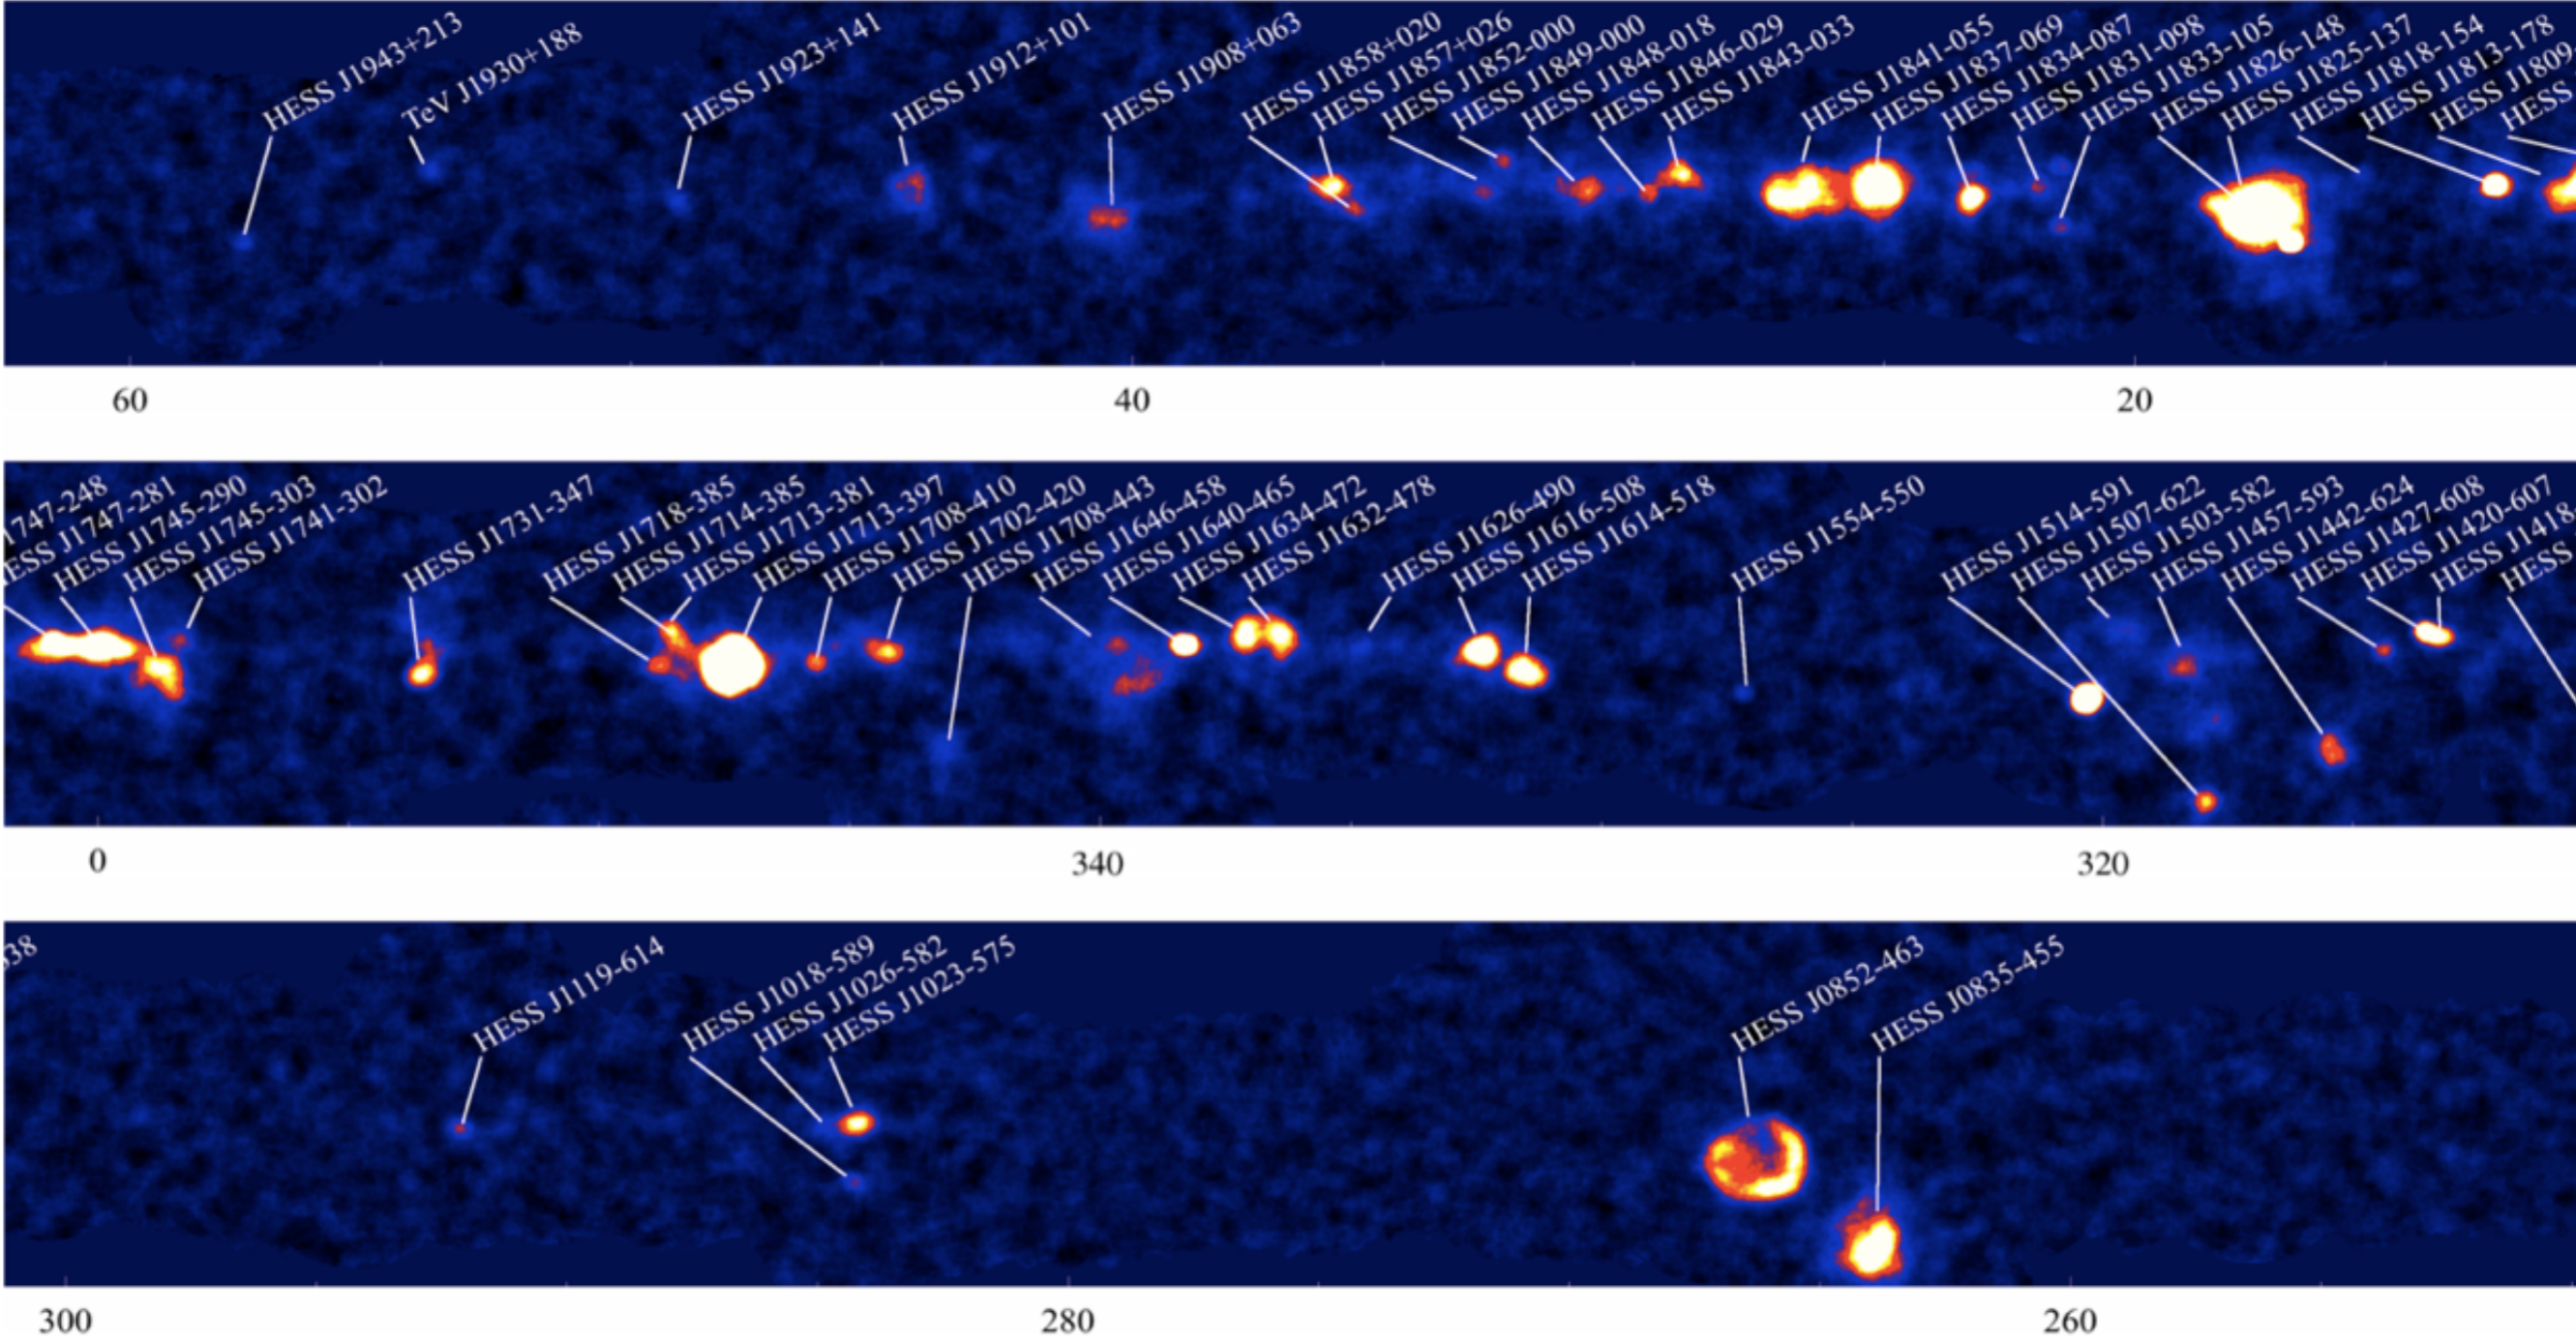 HESS J1943+213
TeV J1930+188
HESS J1923+141
HESS J1912+101
HESS J1908+063
HESS J1858+020
HESS J1857+026
HESS J1852-000
HESS J1849-000
HESS J1848-018
HESS J1846-029
HESS J1843-033
HESS J1841-055
HESS J1837-069
HESS J1834-087
HESS J1831-098
HESS J1833-105
HESS J1826-148
HESS J1825-137
HESS J1818-154
HESS J1813-178
HESS J1809-
HESS
60 40 20
1747-248
ESS J1747-281
HESS J1745-290
HESS J1745-303
HESS J1741-302
HESS J1731-347
HESS J1718-385
HESS J1714-385
HESS J1713-381
HESS J1713-397
HESS J1708-410
HESS J1702-420
HESS J1708-443
HESS J1646-458
HESS J1640-465
HESS J1634-472
HESS J1632-478
HESS J1626-490
HESS J1616-508
HESS J1614-518
HESS J1554-550
HESS J1514-591
HESS J1507-622
HESS J1503-582
HESS J1457-593
HESS J1442-624
HESS J1427-608
HESS J1420-607
HESS J1418-
HESS
0 340 320
38
HESS J1119-614
HESS J1018-589
HESS J1026-582
HESS J1023-575
HESS J0852-463
HESS J0835-455
300 280 260